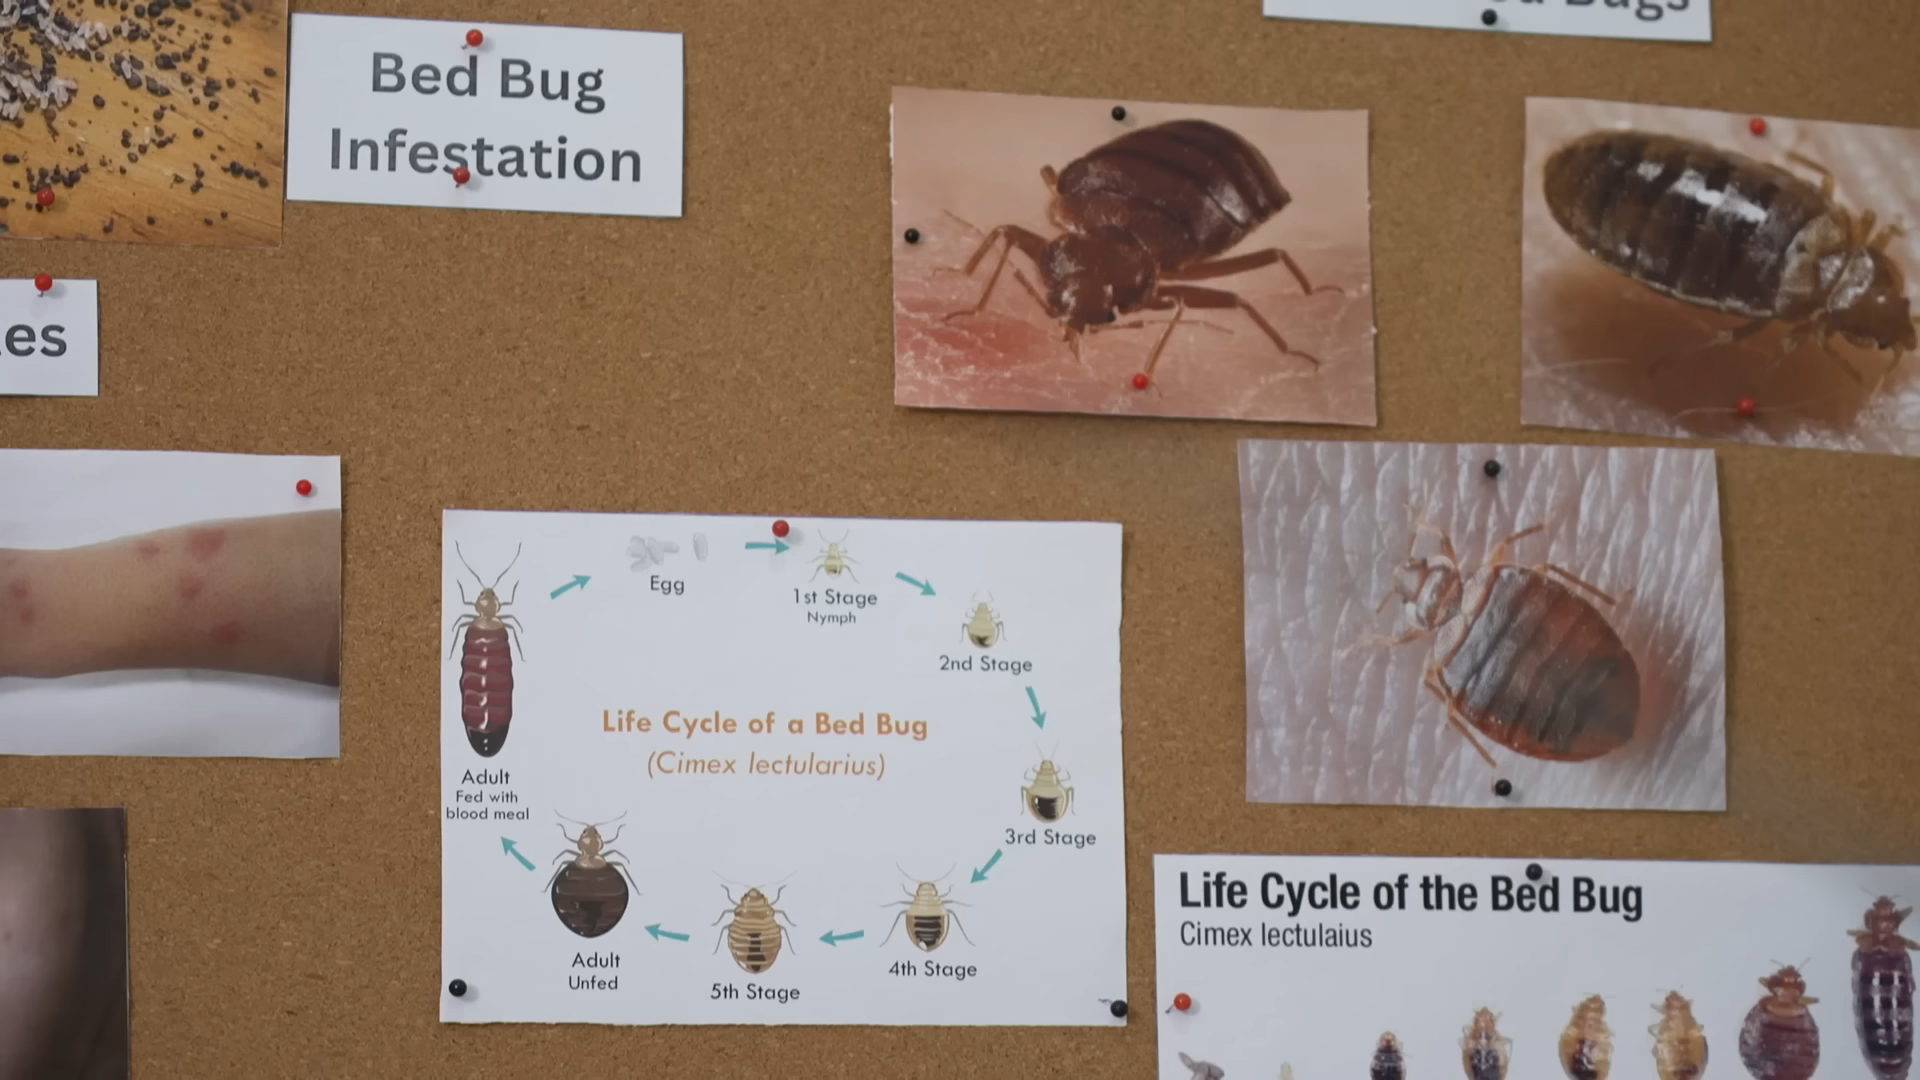 Bed Bug
Infestation
Bugs
es
Egg
1st Stage
Nymph
2nd Stage
3rd Stage
4th Stage
5th Stage
Adult
Unfed
Adult
Fed with
blood meal
Life Cycle of a Bed Bug
(Cimex lectularius)
Life Cycle of the Bed Bug
Cimex lectulaius